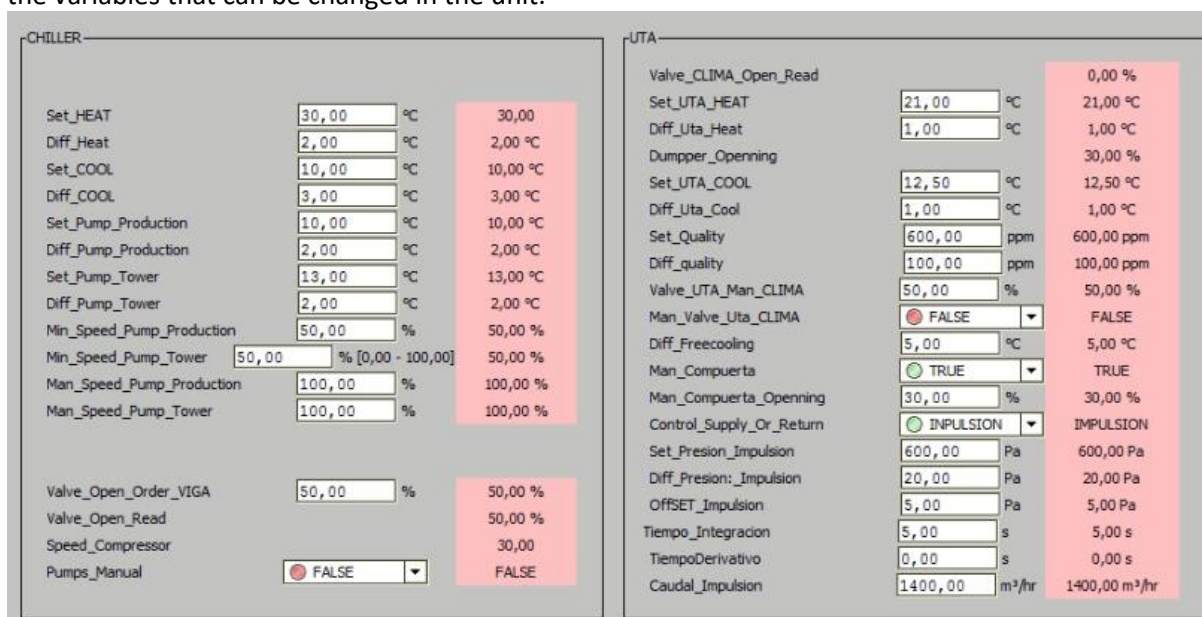 the variables that can be changed in the unit.
CHILLER
Set_HEAT 30,00 ºC 30,00
Diff_Heat 2,00 ºC 2,00 ºC
Set_COOL 10,00 ºC 10,00 ºC
Diff_COOL 3,00 ºC 3,00 ºC
Set_Pump_Production 10,00 ºC 10,00 ºC
Diff_Pump_Production 2,00 ºC 2,00 ºC
Set_Pump_Tower 13,00 ºC 13,00 ºC
Diff_Pump_Tower 2,00 ºC 2,00 ºC
Min_Speed_Pump_Production 50,00 % 50,00 %
Min_Speed_Pump_Tower 50,00 % [0,00 - 100,00] 50,00 %
Man_Speed_Pump_Production 100,00 % 100,00 %
Man_Speed_Pump_Tower 100,00 % 100,00 %
Valve_Open_Order_VIGA 50,00 % 50,00 %
Valve_Open_Read 50,00 %
Speed_Compressor 30,00
Pumps_Manual FALSE FALSE
UTA
Valve_CLIMA_Open_Read 0,00 %
Set_UTA_HEAT 21,00 ºC 21,00 ºC
Diff_Uta_Heat 1,00 ºC 1,00 ºC
Dumpper_Openning 30,00 %
Set_UTA_COOL 12,50 ºC 12,50 ºC
Diff_Uta_Cool 1,00 ºC 1,00 ºC
Set_Quality 600,00 ppm 600,00 ppm
Diff_quality 100,00 ppm 100,00 ppm
Valve_UTA_Man_CLIMA 50,00 % 50,00 %
Man_Valve_Uta_CLIMA FALSE FALSE
Diff_Freecooling 5,00 ºC 5,00 ºC
Man_Compuerta TRUE TRUE
Man_Compuerta_Openning 30,00 % 30,00 %
Control_Supply_Or_Return INPULSION IMPULSION
Set_Presion_Impulsion 600,00 Pa 600,00 Pa
Diff_Presion:_Impulsion 20,00 Pa 20,00 Pa
OffSET_Impulsion 5,00 Pa 5,00 Pa
Tiempo_Integracion 5,00 s 5,00 s
TiempoDerivativo 0,00 s 0,00 s
Caudal_Impulsion 1400,00 m³/hr 1400,00 m³/hr